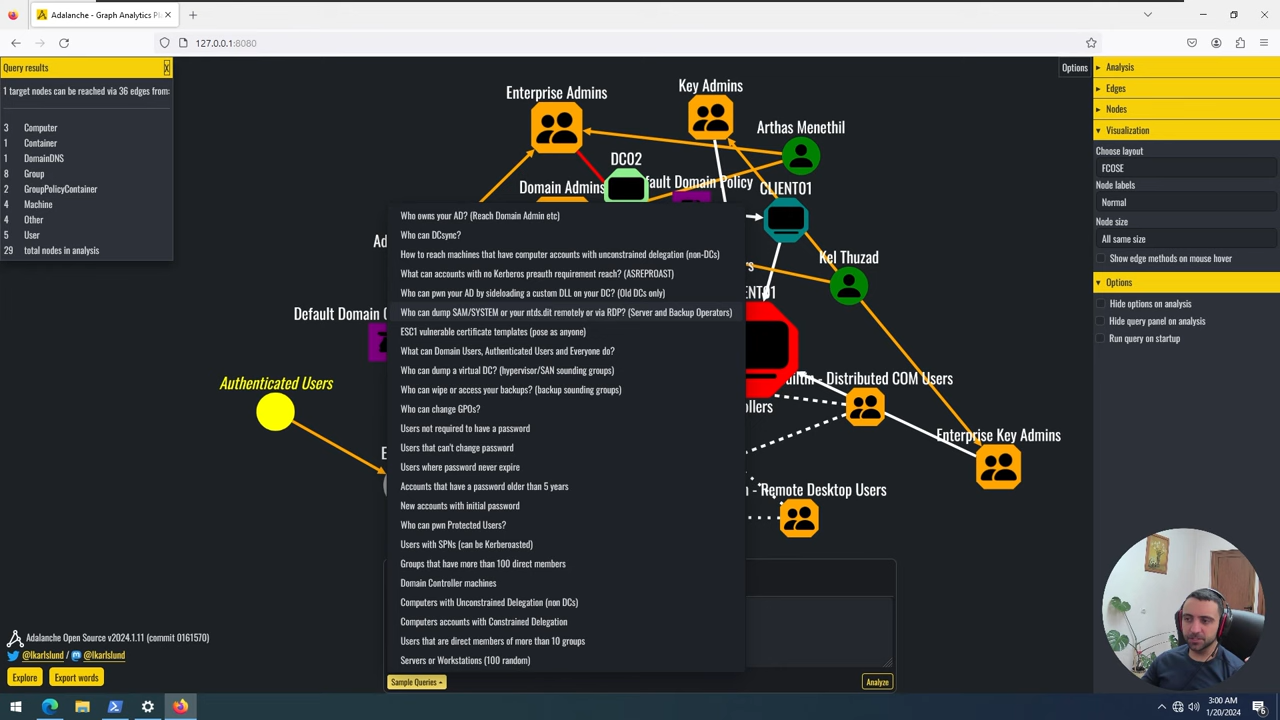 Adalanche - Graph Analytics Pl
127.0.0.1:8080
Query results
X
1 target nodes can be reached via 36 edges from:
3 Computer
1 Container
1 DomainDNS
8 Group
2 GroupPolicyContainer
4 Machine
4 Other
5 User
29 total nodes in analysis
Options
Enterprise Admins
Key Admins
Arthas Menethil
DC02
Domain Admins
fault Domain Policy
CLIENT01
Kel Thuzad
Default Domain C
Authenticated Users
Builtin - Distributed COM Users
Enterprise Key Admins
- Remote Desktop Users
Who owns your AD? (Reach Domain Admin etc)
Who can DCsync?
How to reach machines that have computer accounts with unconstrained delegation (non-DCs)
What can accounts with no Kerberos preauth requirement reach? (ASREPROAST)
Who can pwn your AD by sideloading a custom DLL on your DC? (Old DCs only)
Who can dump SAM/SYSTEM or your ntds.dit remotely or via RDP? (Server and Backup Operators)
ESC1 vulnerable certificate templates (pose as anyone)
What can Domain Users, Authenticated Users and Everyone do?
Who can dump a virtual DC? (hypervisor/SAN sounding groups)
Who can wipe or access your backups? (backup sounding groups)
Who can change GPOs?
Users not required to have a password
Users that can't change password
Users where password never expire
Accounts that have a password older than 5 years
New accounts with initial password
Who can pwn Protected Users?
Users with SPNs (can be Kerberoasted)
Groups that have more than 100 direct members
Domain Controller machines
Computers with Unconstrained Delegation (non DCs)
Computers accounts with Constrained Delegation
Users that are direct members of more than 10 groups
Servers or Workstations (100 random)
Sample Queries
Analyze
Analysis
Edges
Nodes
Visualization
Choose layout
FCOSE
Node labels
Normal
Node size
All same size
Show edge methods on mouse hover
Options
Hide options on analysis
Hide query panel on analysis
Run query on startup
Adalanche Open Source v2024.1.11 (commit 0161570)
@lkarlslund / @lkarlslund
Explore
Export words
3:00 AM
1/20/2024